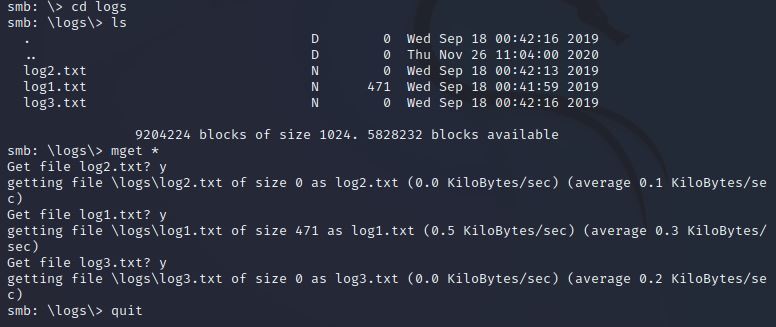 smb: \> cd logs
smb: \logs\> ls
. D 0 Wed Sep 18 00:42:16 2019
.. D 0 Thu Nov 26 11:04:00 2020
log2.txt N 0 Wed Sep 18 00:42:13 2019
log1.txt N 471 Wed Sep 18 00:41:59 2019
log3.txt N 0 Wed Sep 18 00:42:16 2019
9204224 blocks of size 1024. 5828232 blocks available
smb: \logs\> mget *
Get file log2.txt? y
getting file \logs\log2.txt of size 0 as log2.txt (0.0 KiloBytes/sec) (average 0.1 KiloBytes/se
c)
Get file log1.txt? y
getting file \logs\log1.txt of size 471 as log1.txt (0.5 KiloBytes/sec) (average 0.3 KiloBytes/
sec)
Get file log3.txt? y
getting file \logs\log3.txt of size 0 as log3.txt (0.0 KiloBytes/sec) (average 0.2 KiloBytes/se
c)
smb: \logs\> quit